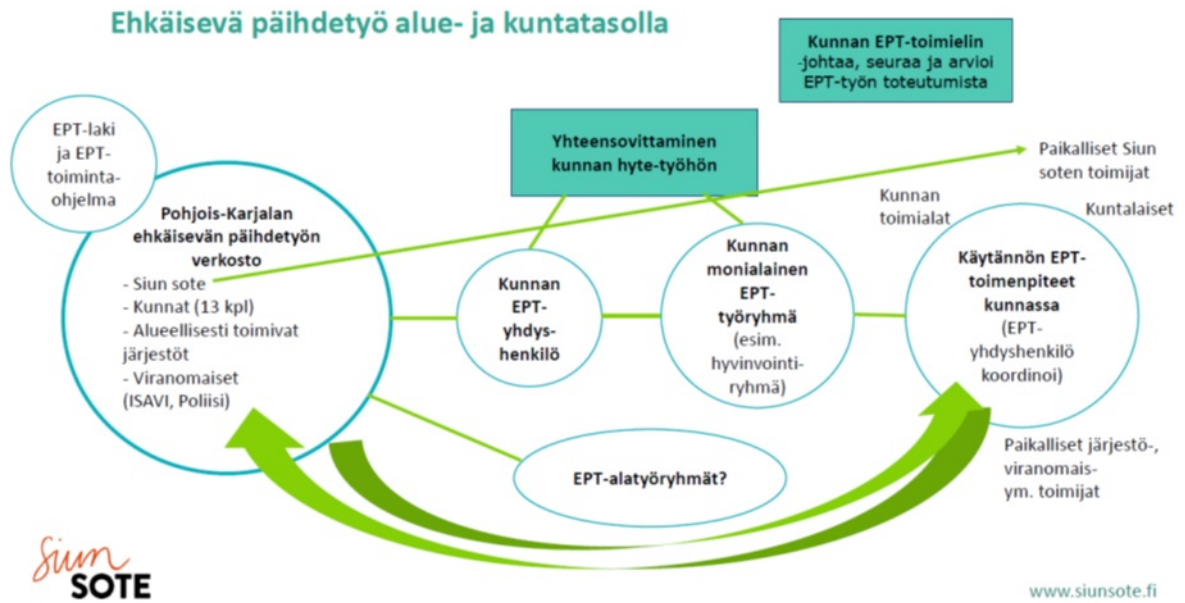 Ehkäisevä päihdetyö alue- ja kuntatasolla
Kunnan EPT-toimielin
-johtaa, seuraa ja arvioi
EPT-työn toteutumista
EPT-laki
ja EPT-
toiminta-
ohjelma
Yhteensovittaminen
kunnan hyte-työhön
Paikalliset Siun
soten toimijat
Kunnan
toimialat
Kuntalaiset
Pohjois-Karjalan
ehkäisevän päihdetyön
verkosto
- Siun sote
- Kunnat (13 kpl)
- Alueellisesti toimivat
järjestöt
- Viranomaiset
(ISAVI, Poliisi)
Kunnan
EPT-
yhdys-
henkilö
Kunnan
monialainen
EPT-
työryhmä
(esim.
hyvinvointi-
ryhmä)
Käytännön EPT-
toimenpiteet
kunnassa
(EPT-
yhdyshenkilö
koordinoi)
EPT-alatyöryhmät?
Paikalliset järjestö-,
viranomais-
ym. toimijat
Siun
SOTE
www.siunsote.fi